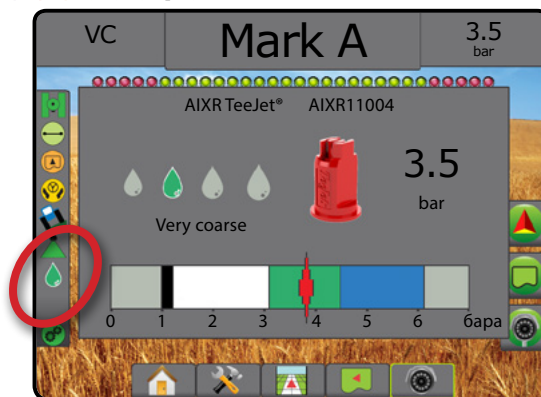 VC
Mark A
3.5
bar
AIXR TeeJet® AIXR11004
3.5
bar
Very coarse
0 1 2 3 4 5 6 бара